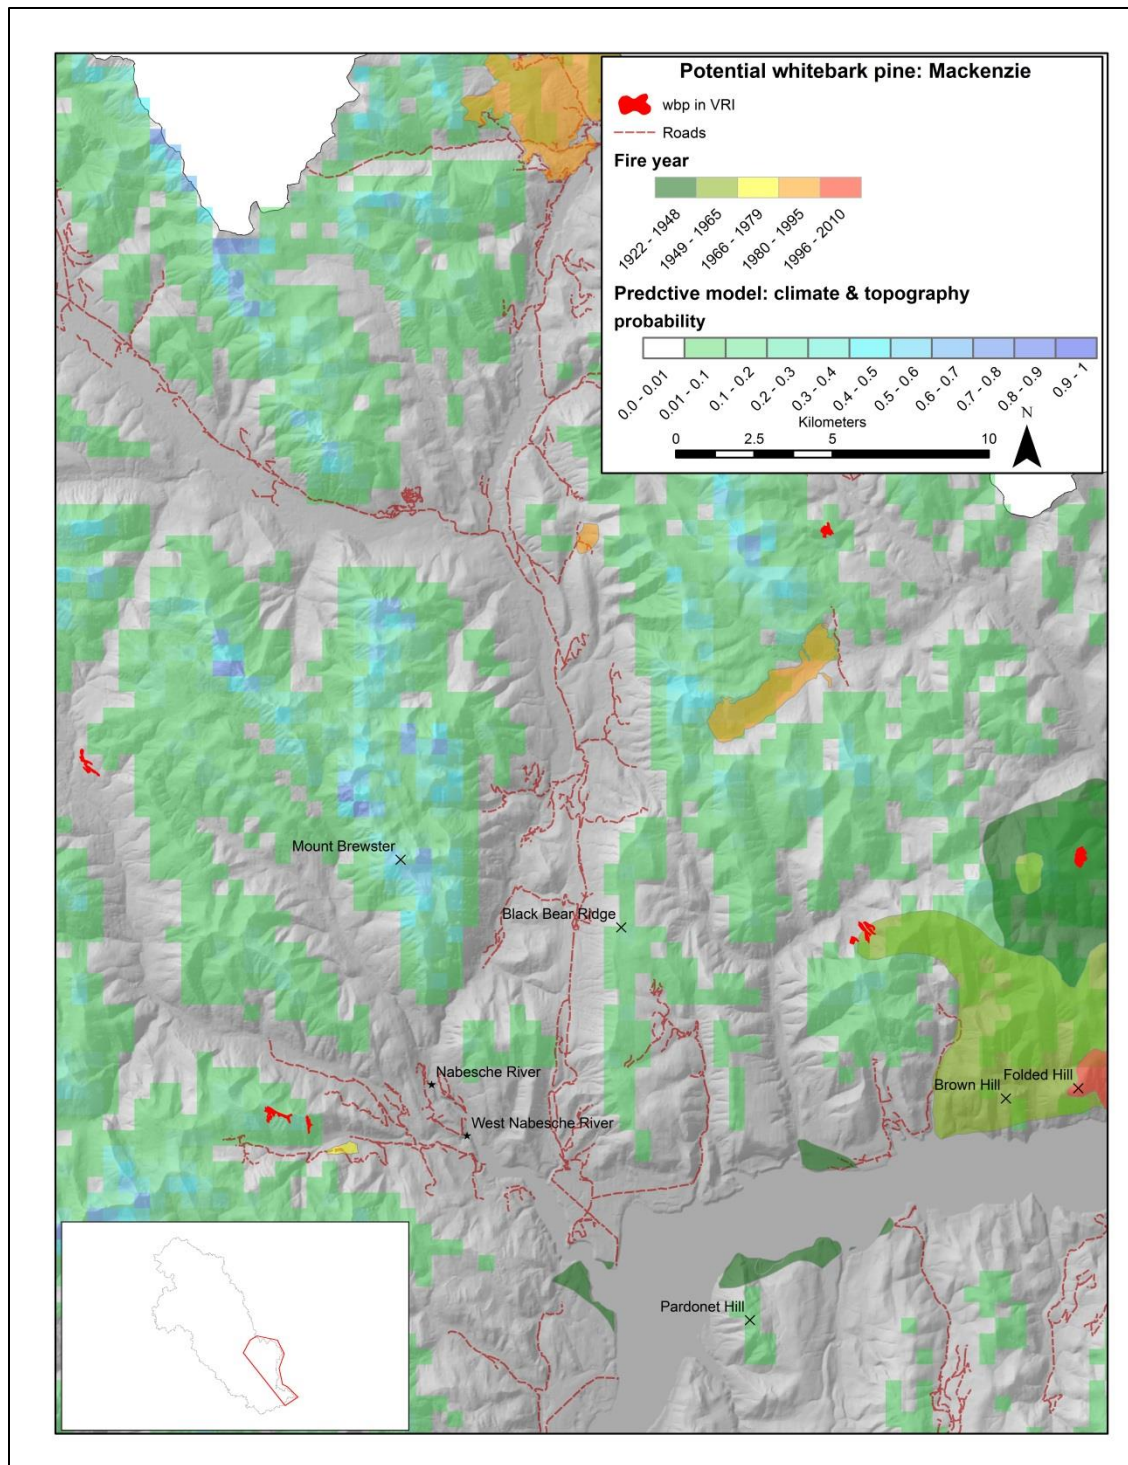 Potential whitebark pine: Mackenzie
wbp in VRI
Roads
Fire year
1922 - 1948
1949 - 1965
1966 - 1979
1980 - 1995
1996 - 2010
Predctive model: climate & topography
probability
0.0 - 0.01
0.01 - 0.1
0.1 - 0.2
0.2 - 0.3
0.3 - 0.4
0.4 - 0.5
0.5 - 0.6
0.6 - 0.7
0.7 - 0.8
0.8 - 0.9
0.9 - 1
Kilometers
N
0 2.5 5 10
Mount Brewster
Black Bear Ridge
Nabesche River
Folded Hill
Brown Hill
West Nabesche River
Pardonet Hill